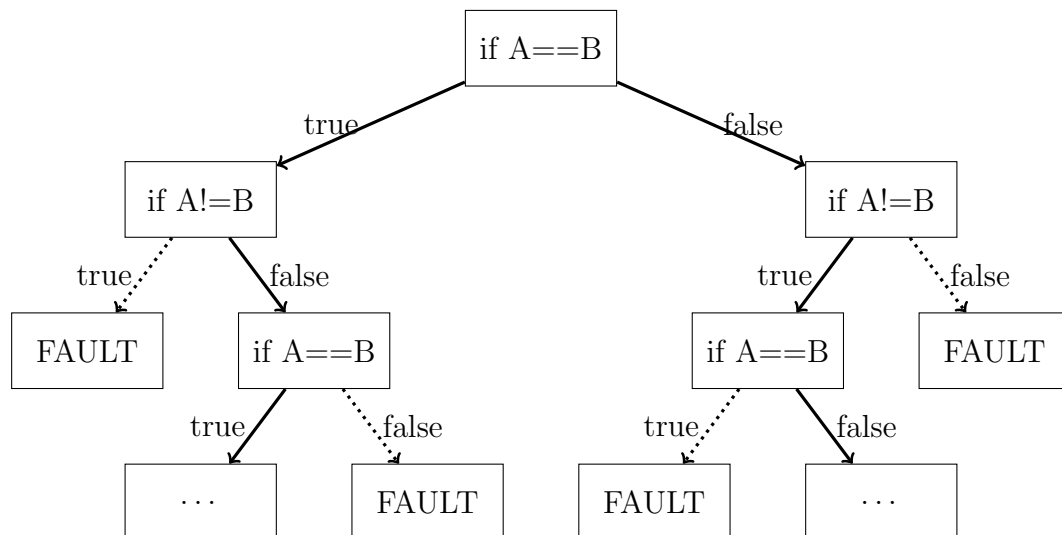 if A==B
true
false
if A!=B
if A!=B
true
false
true
false
FAULT
if A==B
if A==B
FAULT
true
false
true
false
...
FAULT
FAULT
...